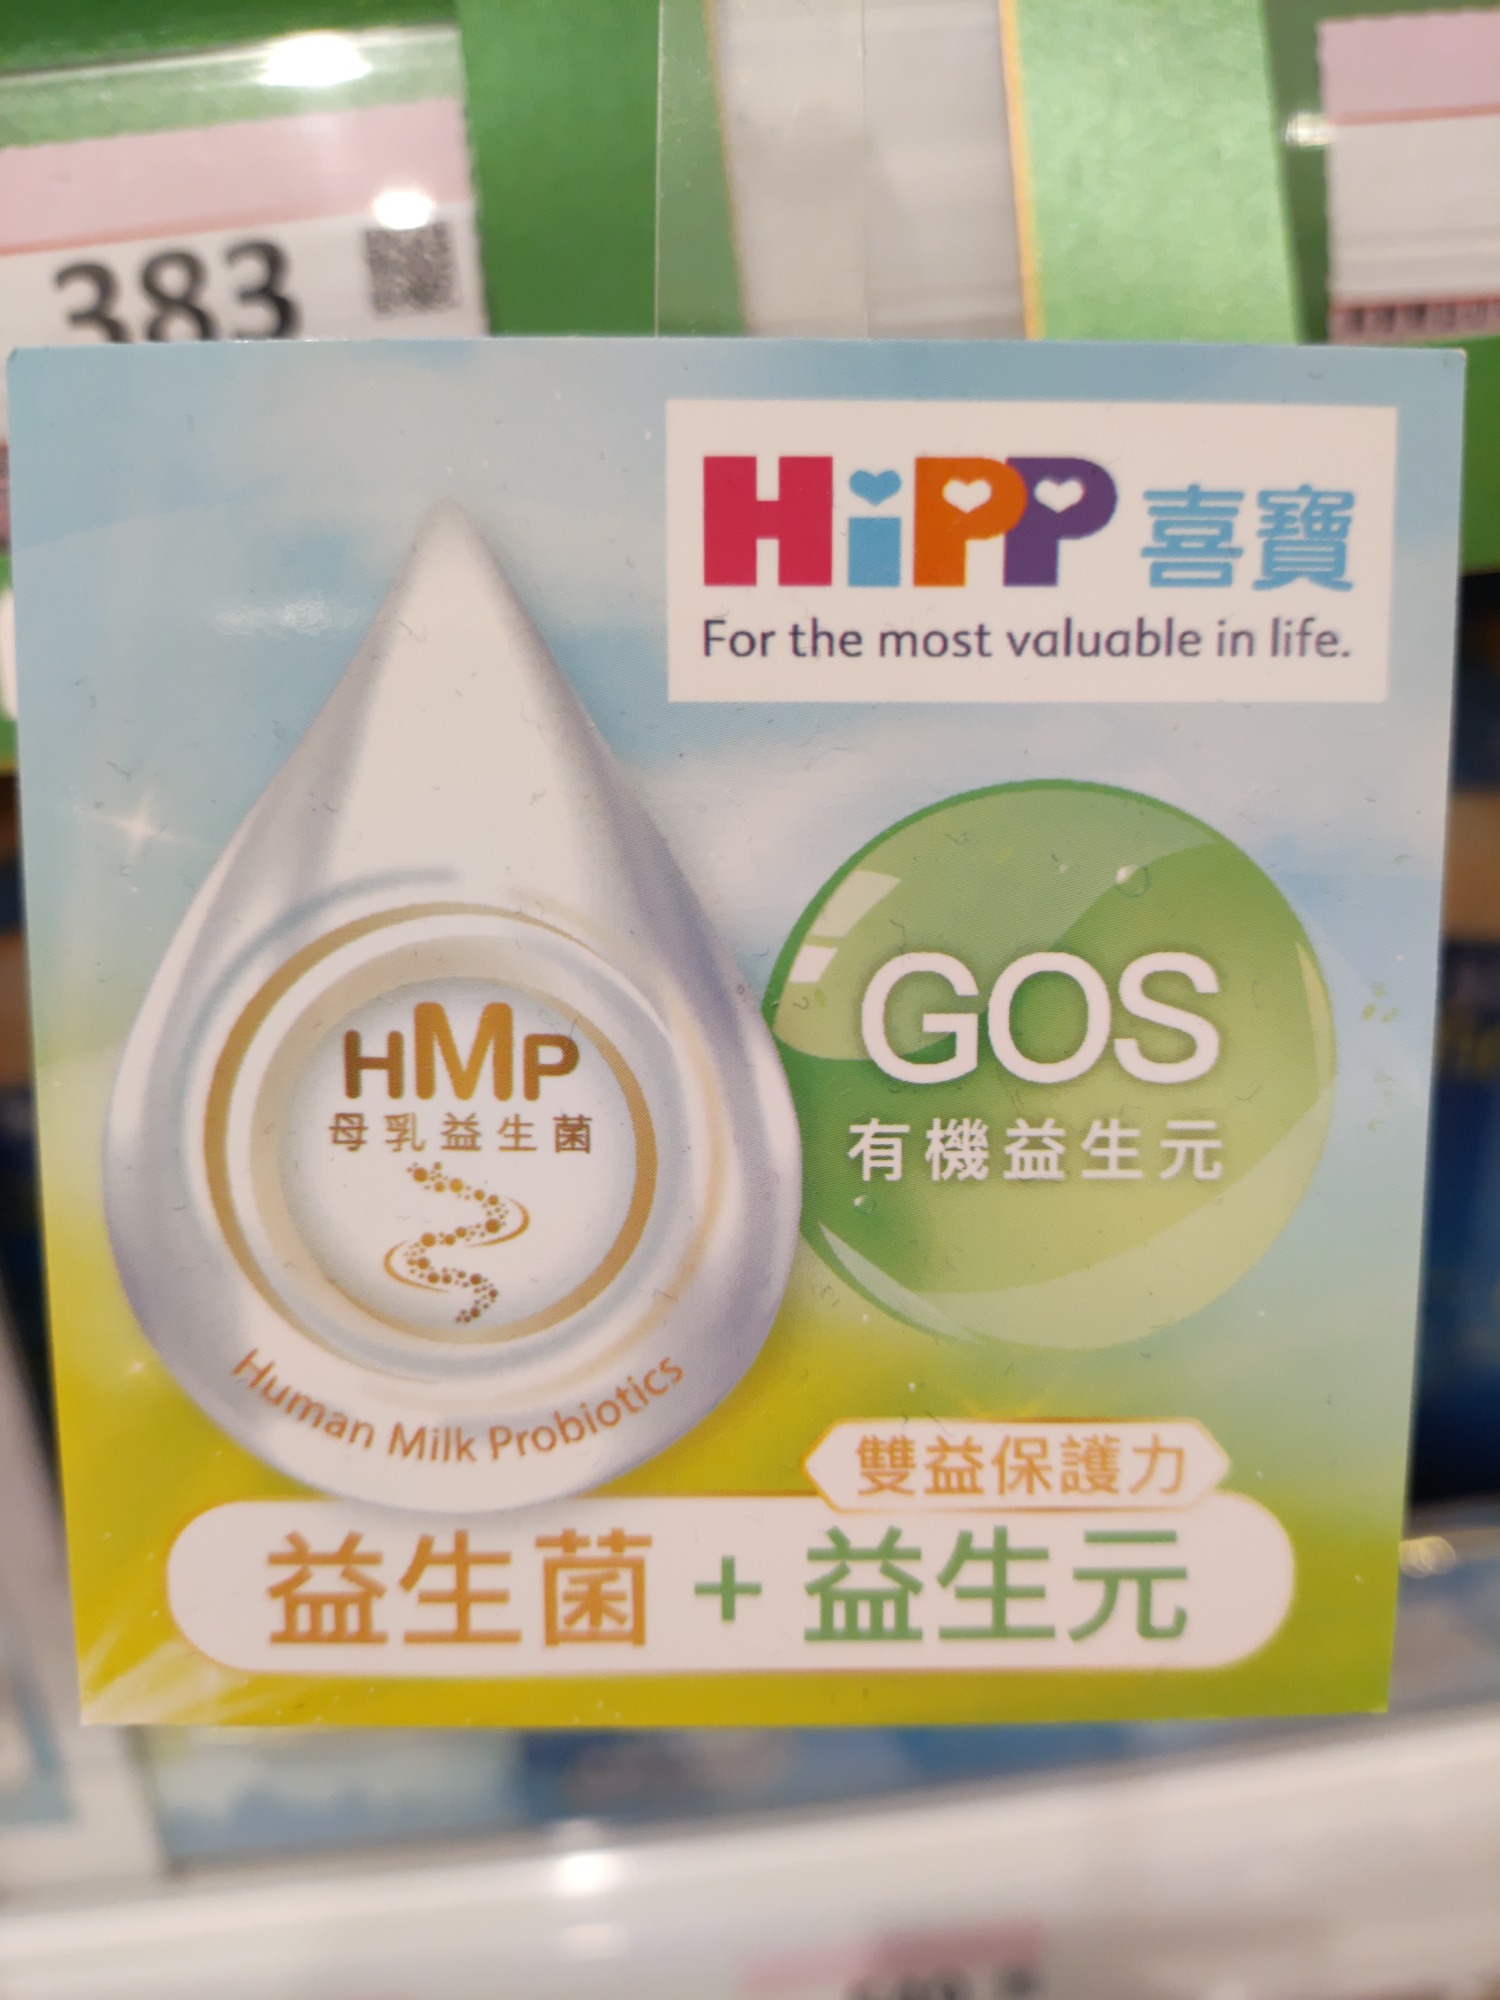 383
HiPP 喜寶
For the most valuable in life.
HMP
母乳益生菌
Human Milk Probiotics
GOS
有機益生元
雙益保護力
益生菌 + 益生元